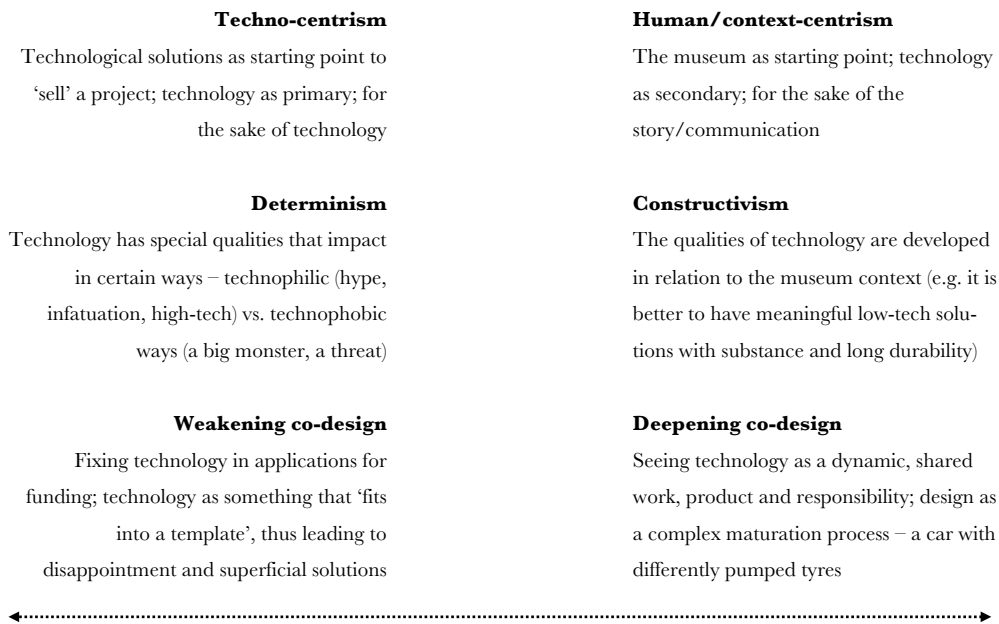 Techno-centrism
Technological solutions as starting point to
‘sell’ a project; technology as primary; for
the sake of technology
Human/context-centrism
The museum as starting point; technology
as secondary; for the sake of the
story/communication
Determinism
Technology has special qualities that impact
in certain ways – technophilic (hype,
infatuation, high-tech) vs. technophobic
ways (a big monster, a threat)
Constructivism
The qualities of technology are developed
in relation to the museum context (e.g. it is
better to have meaningful low-tech solu-
tions with substance and long durability)
Weakening co-design
Fixing technology in applications for
funding; technology as something that ‘fits
into a template’, thus leading to
disappointment and superficial solutions
Deepening co-design
Seeing technology as a dynamic, shared
work, product and responsibility; design as
a complex maturation process – a car with
differently pumped tyres